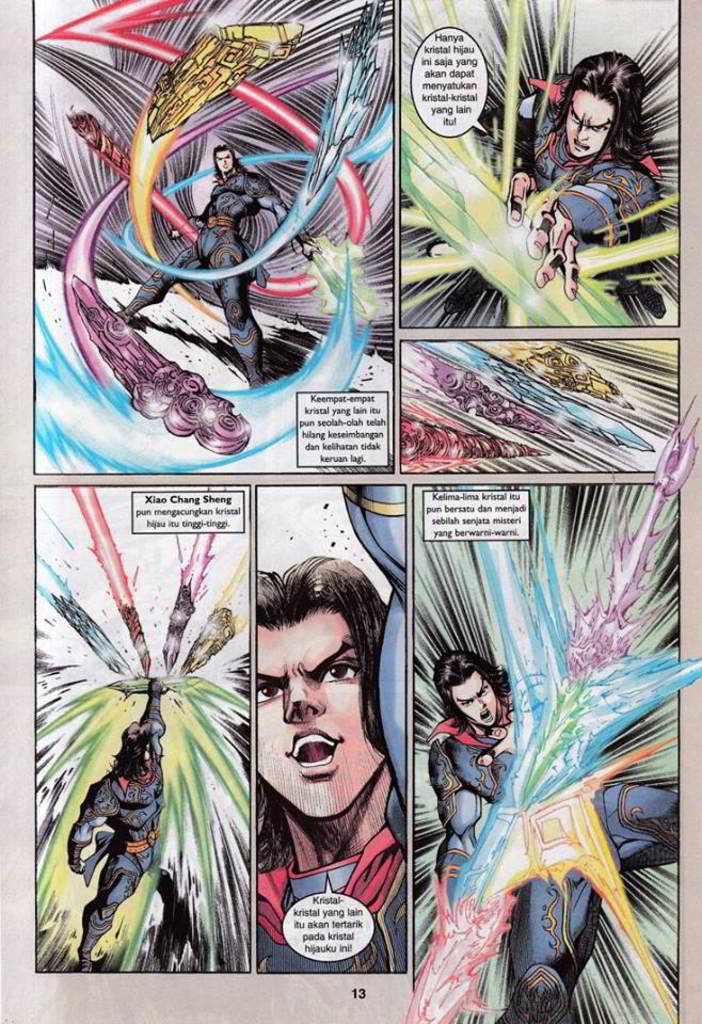 Keempat-empat
kristal yang lain itu
pun seolah-olah telah
hilang keseimbangan
dan kelihatan tidak
keruan lagi.
Hanya
kristal hijau
ini saja yang
akan dapat
menyatukan
kristal-kristal
yang lain
itu!
Xiao Chang Sheng
pun mengacungkan kristal
hijau itu tinggi-tinggi.
Kristal-
kristal yang lain
itu akan tertarik
pada kristal
hijauku ini!
Kelima-lima kristal itu
pun bersatu dan menjadi
sebilah senjata misteri
yang berwarni-warni.
13